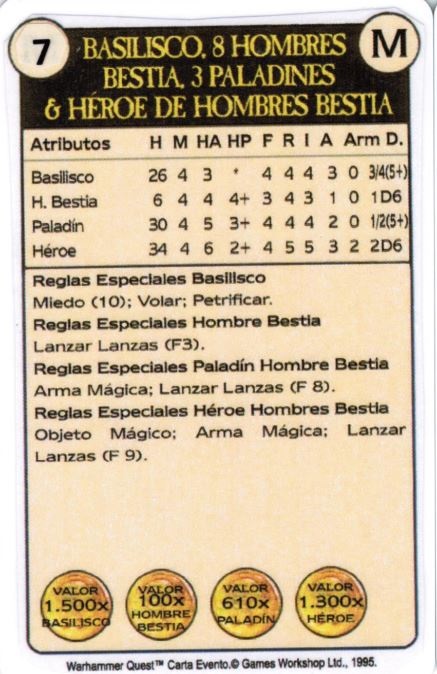 7 BASILISCO, 8 HOMBRES M
BESTIA, 3 PALADINES
& HÉROE DE HOMBRES BESTIA
Atributos H M HA HP F R I A Arm D.
Basilisco 26 4 3 * 4 4 4 3 0 3/4(5+)
H. Bestia 6 4 4 4+ 3 4 3 1 0 1D6
Paladín 30 4 5 3+ 4 4 4 2 0 1/2(5+)
Héroe 34 4 6 2+ 4 5 5 3 2 2D6
Reglas Especiales Basilisco
Miedo (10); Volar; Petrificar.
Reglas Especiales Hombre Bestia
Lanzar Lanzas (F3).
Reglas Especiales Paladín Hombre Bestia
Arma Mágica; Lanzar Lanzas (F 8).
Reglas Especiales Héroe Hombres Bestia
Objeto Mágico; Arma Mágica; Lanzar
Lanzas (F 9).
VALOR
1.500x
BASILISCO
VALOR
100x
HOMBRE
BESTIA
VALOR
610x
PALADÍN
VALOR
1.300x
HÉROE
Warhammer Quest™ Carta Evento.© Games Workshop Ltd., 1995.